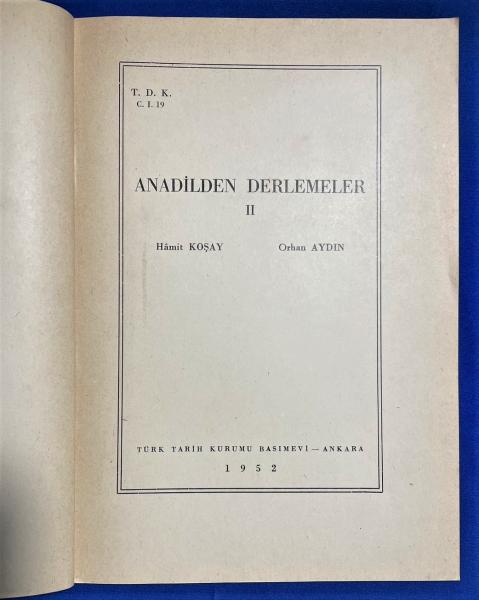 T. D. K.
C. I. 19
ANADİLDEN DERLEMELER
II
Hâmit KOŞAY Orhan AYDIN
TÜRK TARİH KURUMU BASIMEVİ — ANKARA
1952